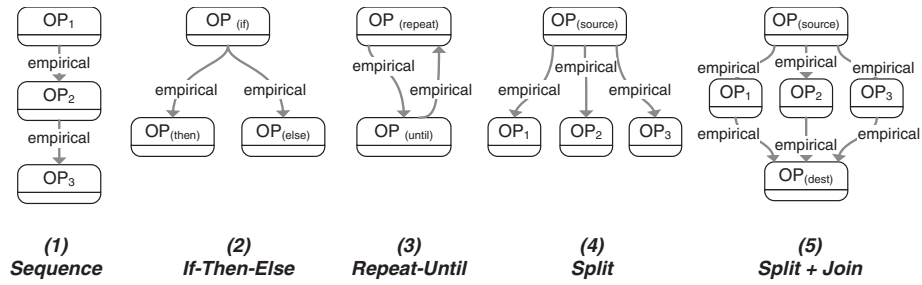 OP1
empirical
OP2
empirical
OP3
(1)
Sequence
OP (if)
empirical empirical
OP(then) OP(else)
(2)
If-Then-Else
OP (repeat)
empirical
empirical
OP (until)
(3)
Repeat-Until
OP(source)
empirical
empirical empirical
OP1 OP2 OP3
(4)
Split
OP(source)
empirical empirical
empirical
OP1 OP2 OP3
empirical empirical
empirical
OP(dest)
(5)
Split + Join